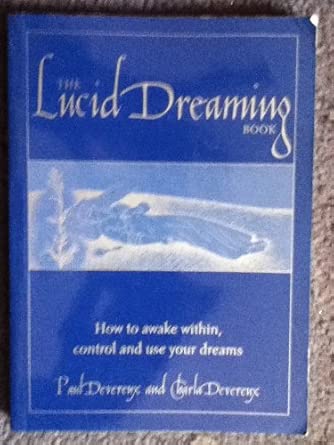 THE
Lucid Dreaming
BOOK
How to awake within,
control and use your dreams
Paul Devereux and Charla Devereux